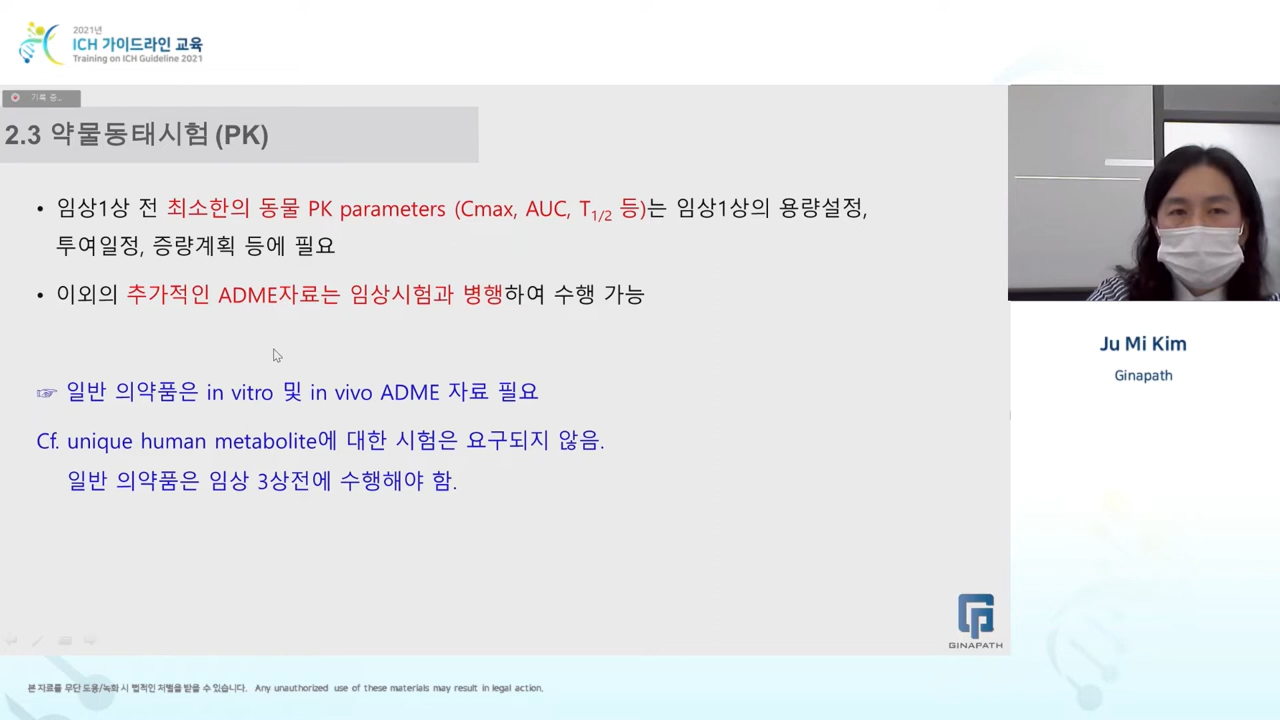 2021년
ICH 가이드라인 교육
Training on ICH Guideline 2021
기록 중...
2.3 약물동태시험 (PK)
• 임상1상 전 최소한의 동물 PK parameters (Cmax, AUC, T1/2 등)는 임상1상의 용량설정,
투여일정, 증량계획 등에 필요
• 이외의 추가적인 ADME자료는 임상시험과 병행하여 수행 가능
☞ 일반 의약품은 in vitro 및 in vivo ADME 자료 필요
Cf. unique human metabolite에 대한 시험은 요구되지 않음.
일반 의약품은 임상 3상전에 수행해야 함.
Ju Mi Kim
Ginapath
GINAPATH
본 자료를 무단 도용/녹화 시 법적인 처벌을 받을 수 있습니다. Any unauthorized use of these materials may result in legal action.